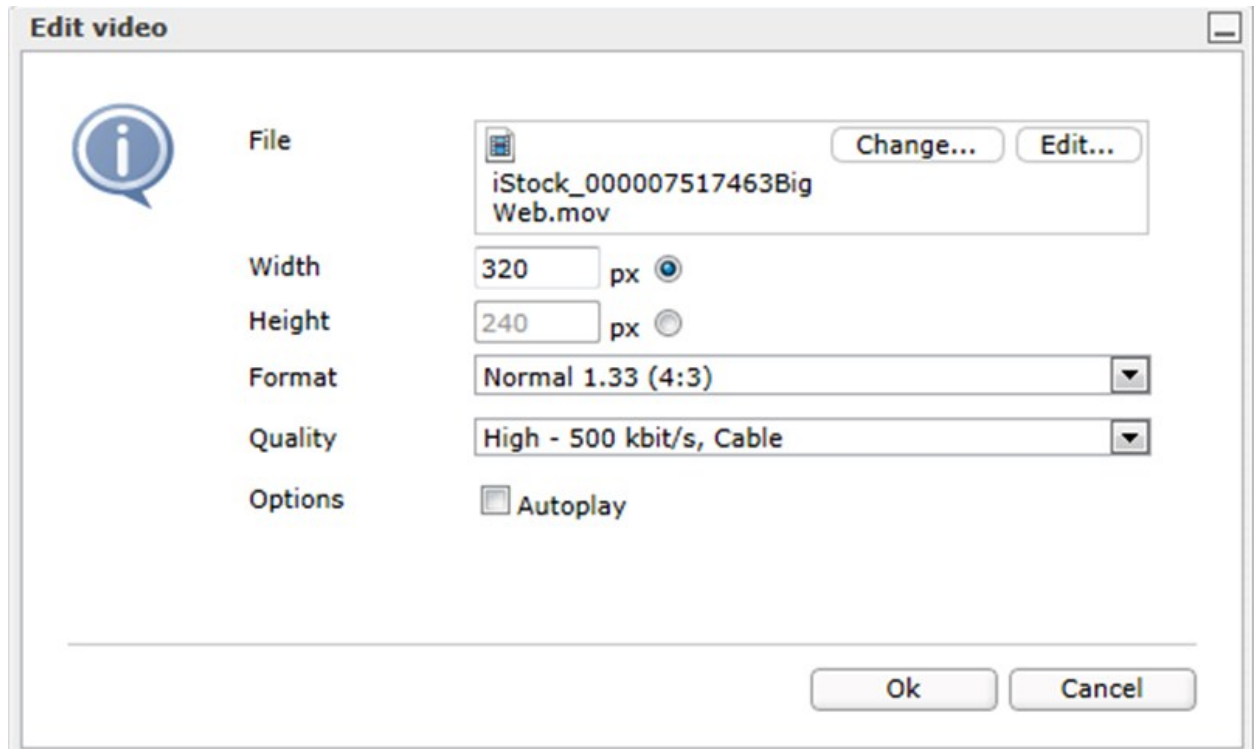 Edit video
File
Change... Edit...
iStock_000007517463Big
Web.mov
Width 320 px
Height 240 px
Format Normal 1.33 (4:3)
Quality High - 500 kbit/s, Cable
Options Autoplay
Ok Cancel